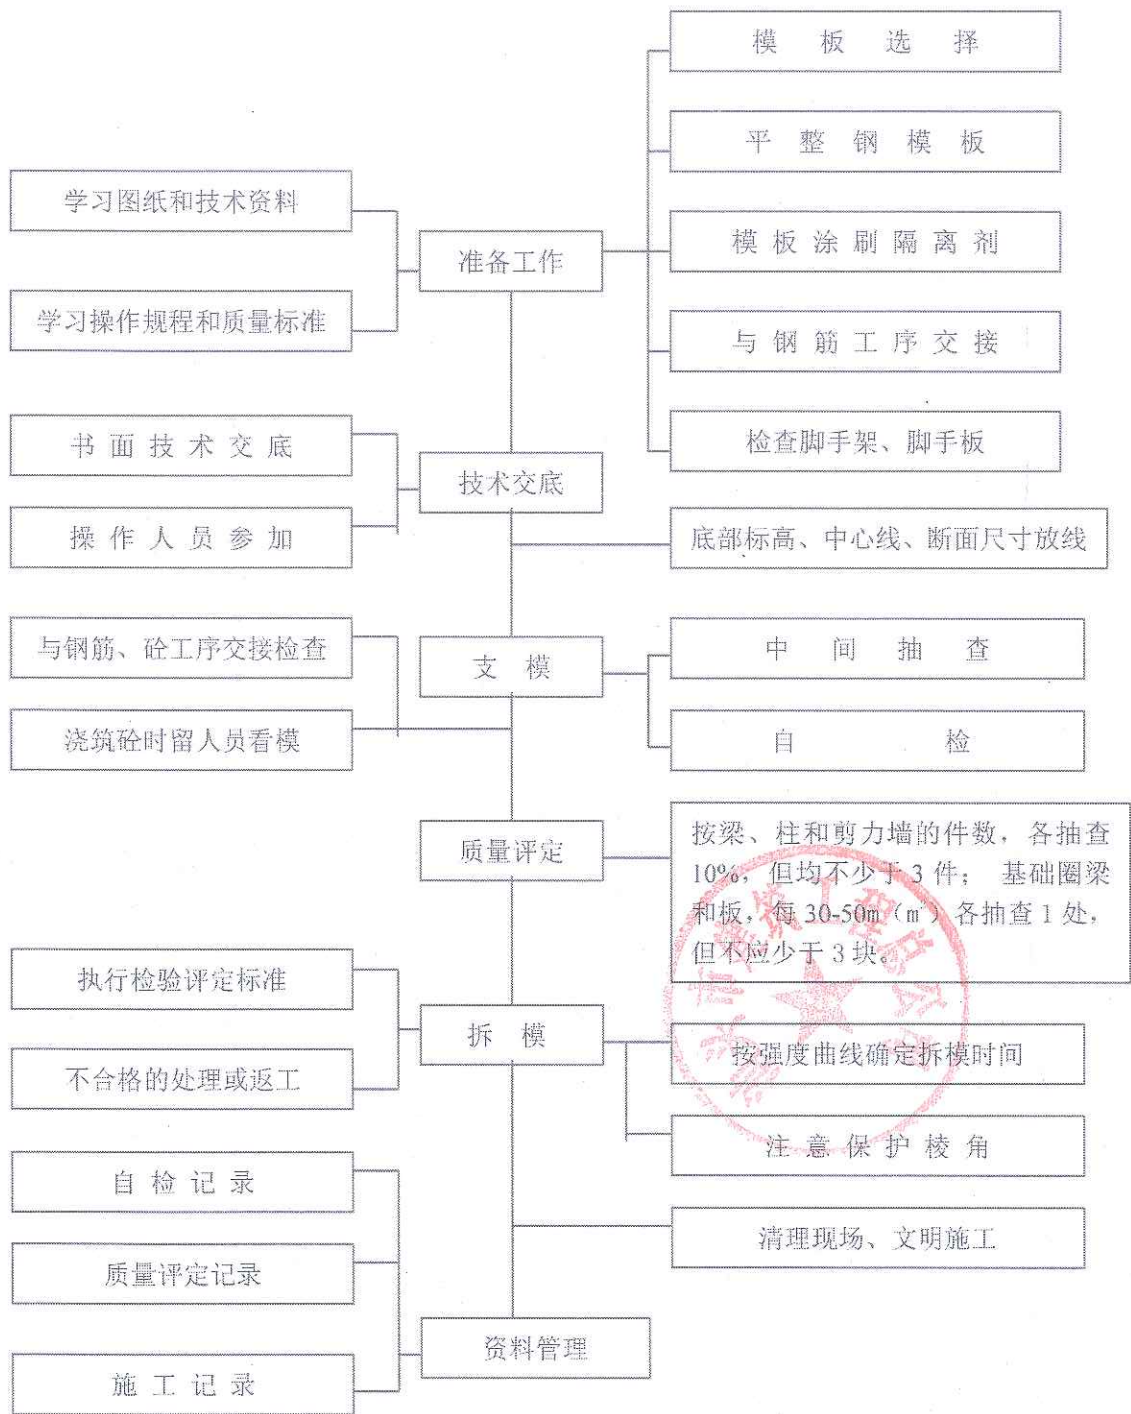 模 板 选 择
平 整 钢 模 板
学习图纸和技术资料
模 板 涂 刷 隔 离 剂
准备工作
学习操作规程和质量标准
与 钢 筋 工 序 交 接
书 面 技 术 交 底
检查脚手架、脚手板
技术交底
操 作 人 员 参 加
底部标高、中心线、断面尺寸放线
与钢筋、砼工序交接检查
中 间 抽 查
支 模
浇筑砼时留人员看模
自 检
质量评定
按梁、柱和剪力墙的件数，各抽查
10%，但均不少于 3 件； 基础圈梁
和板，每 30-50m（㎡）各抽查 1 处，
但不应少于 3 块。
执行检验评定标准
拆 模
按强度曲线确定拆模时间
不合格的处理或返工
注 意 保 护 棱 角
自 检 记 录
清理现场、文明施工
质量评定记录
资料管理
施 工 记 录